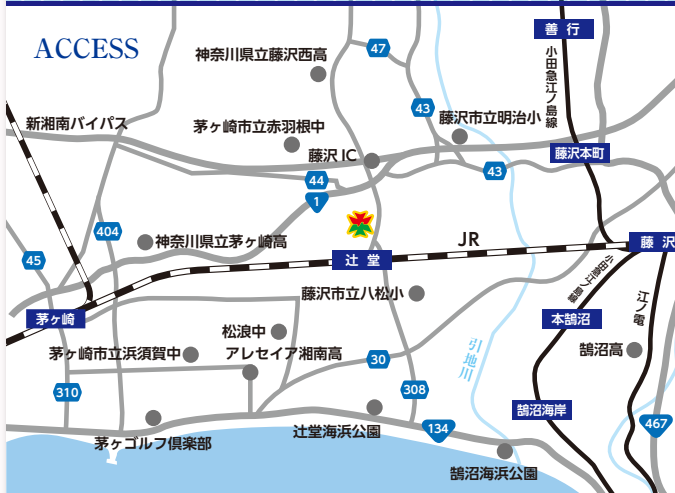 ACCESS
善行
神奈川県立藤沢西高
47
小田急江ノ島線
新湘南バイパス
茅ヶ崎市立赤羽根中
43
藤沢市立明治小
藤沢IC
藤沢本町
44
43
1
404
神奈川県立茅ヶ崎高
JR
藤沢
45
辻堂
小田急江ノ島線
藤沢市立八松小
江ノ電
茅ヶ崎
松浪中
本鵠沼
茅ヶ崎市立浜須賀中
アレセイア湘南高
30
引地川
鵠沼高
310
308
鵠沼海岸
茅ヶゴルフ倶楽部
辻堂海浜公園
134
467
鵠沼海浜公園